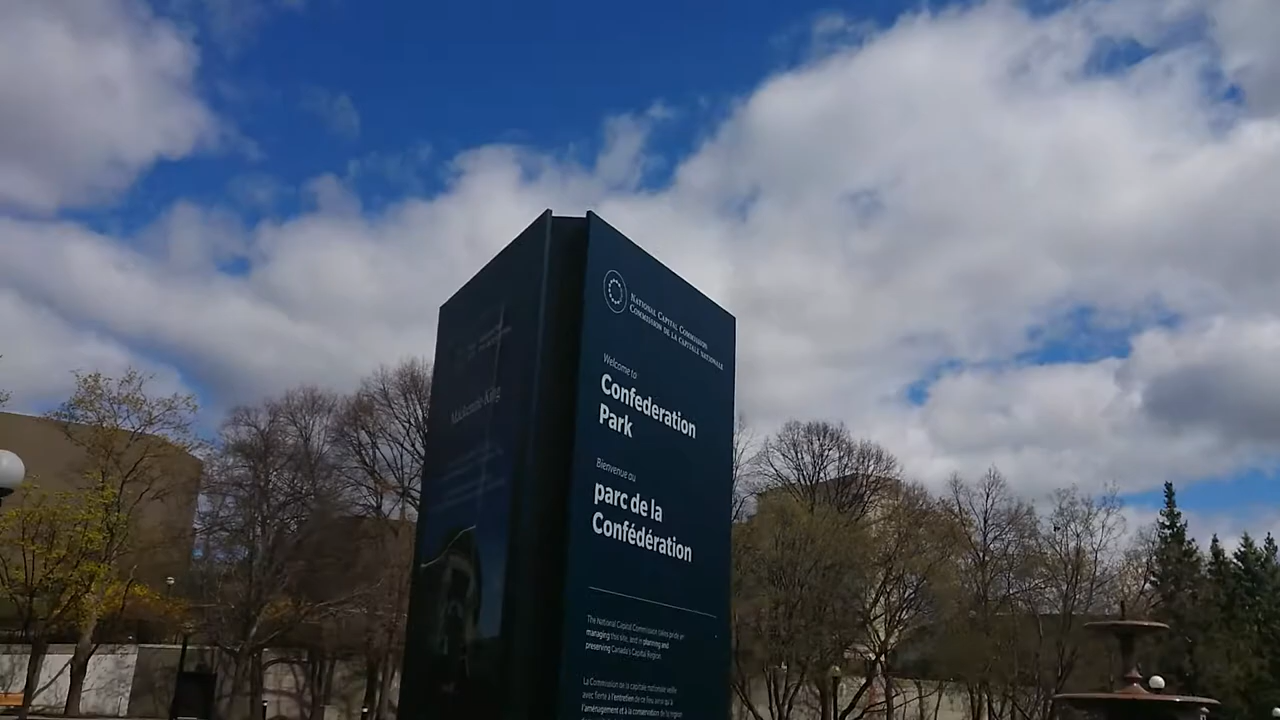 NATIONAL CAPITAL COMMISSION
COMMISSION DE LA CAPITALE NATIONALE
Welcome to
Confederation
Park
Bienvenue au
parc de la
Confédération
The National Capital Commission takes pride in
managing this site, and in planning and
preserving Canada's Capital Region.
La Commission de la capitale nationale veille
avec fierté à l'entretien de ce lieu ainsi qu'à
l'aménagement et à la conservation de la région
Mackenzie King